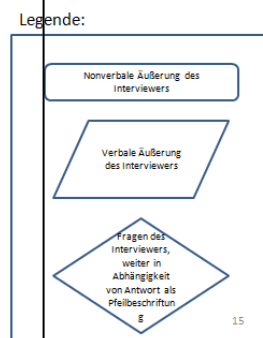 Legende:
Nonverbale Äußerung des
Interviewers
Verbale Äußerung
des Interviewers
Fragen des
Interviewers,
weiter in
Abhängigkeit
von Antwort als
Pfeilbeschriftun
g
15